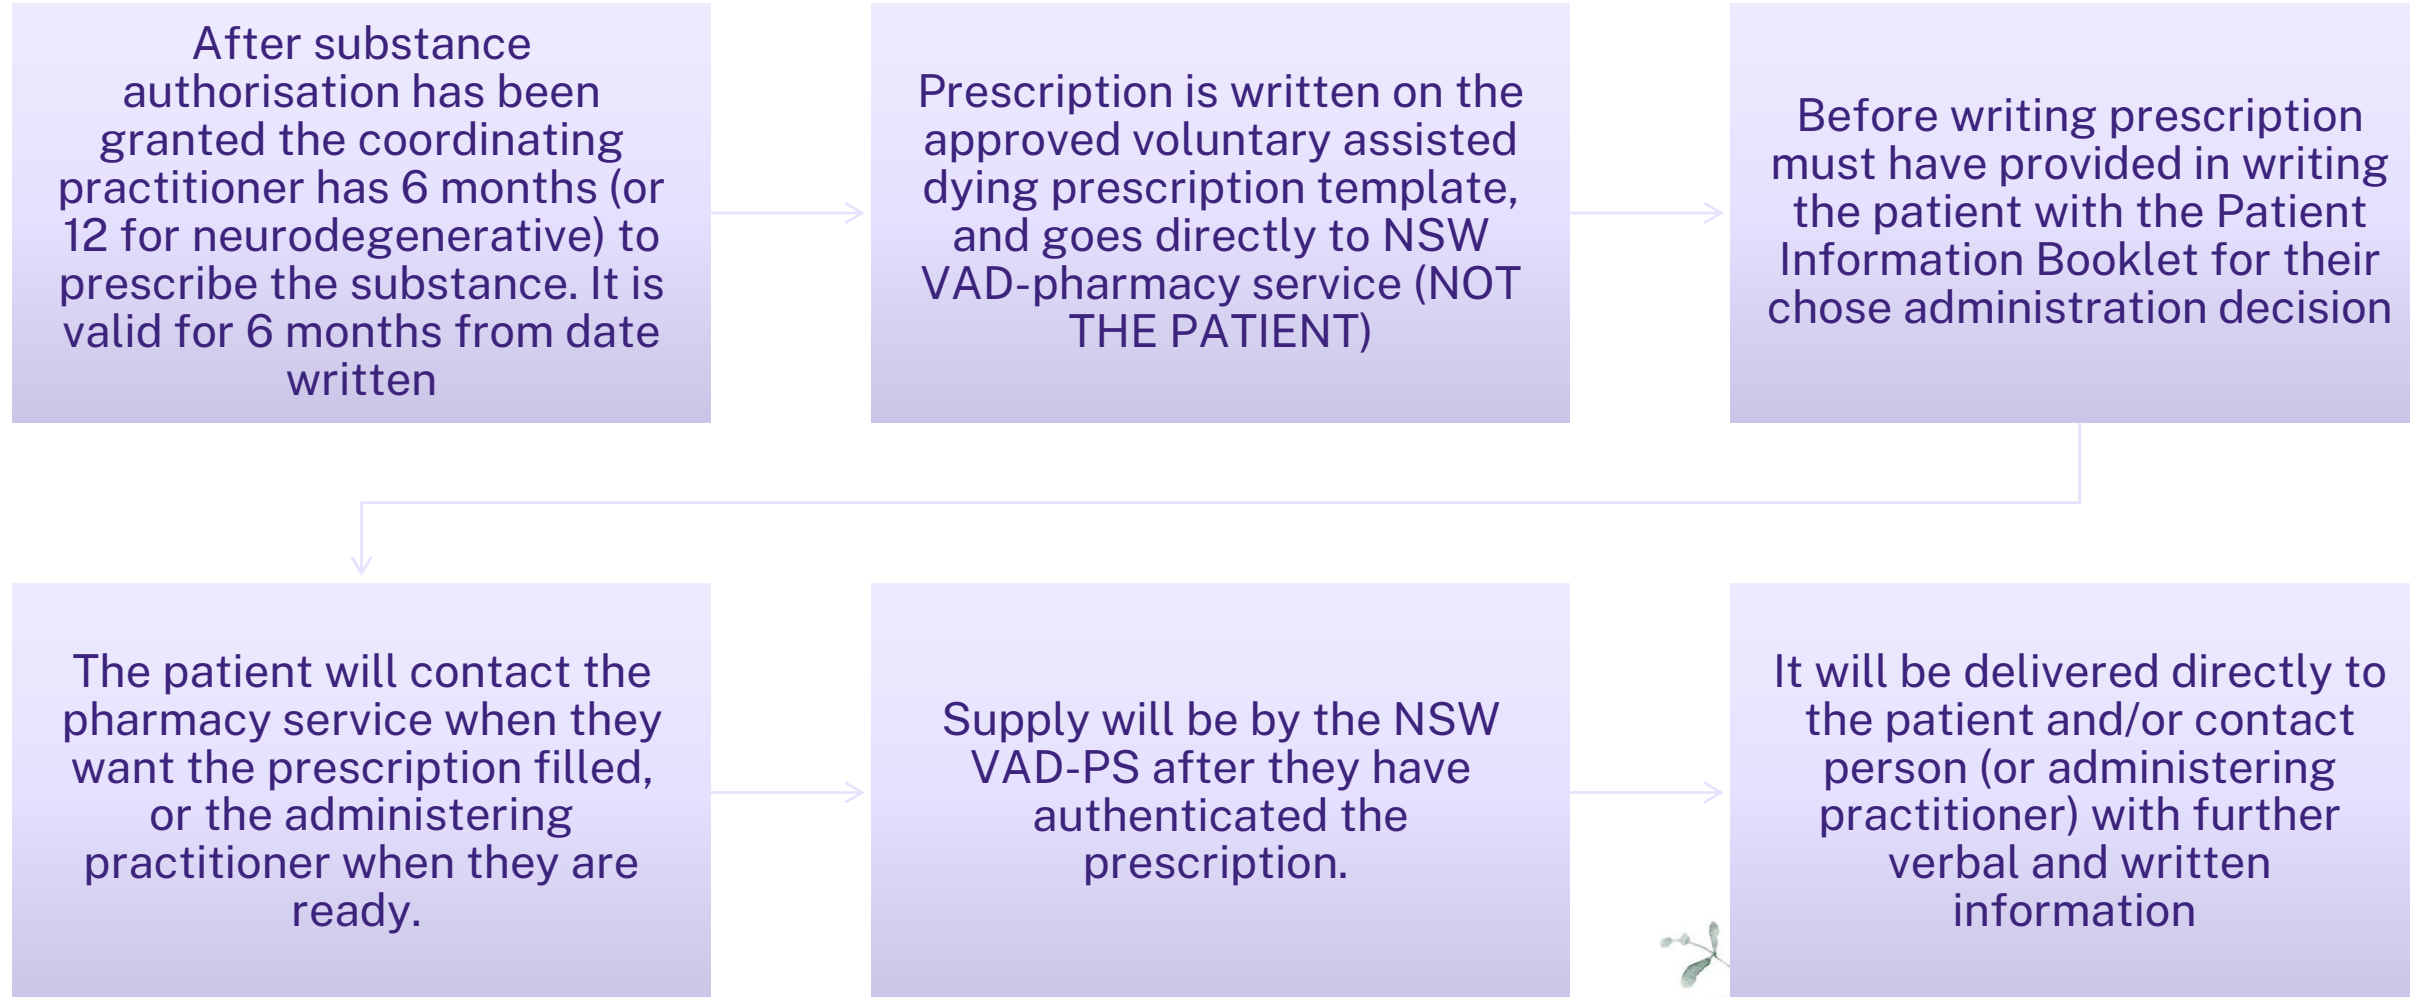 After substance
authorisation has been
granted the coordinating
practitioner has 6 months (or
12 for neurodegenerative) to
prescribe the substance. It is
valid for 6 months from date
written
Prescription is written on the
approved voluntary assisted
dying prescription template,
and goes directly to NSW
VAD-pharmacy service (NOT
THE PATIENT)
Before writing prescription
must have provided in writing
the patient with the Patient
Information Booklet for their
chose administration decision
The patient will contact the
pharmacy service when they
want the prescription filled,
or the administering
practitioner when they are
ready.
Supply will be by the NSW
VAD-PS after they have
authenticated the
prescription.
It will be delivered directly to
the patient and/or contact
person (or administering
practitioner) with further
verbal and written
information